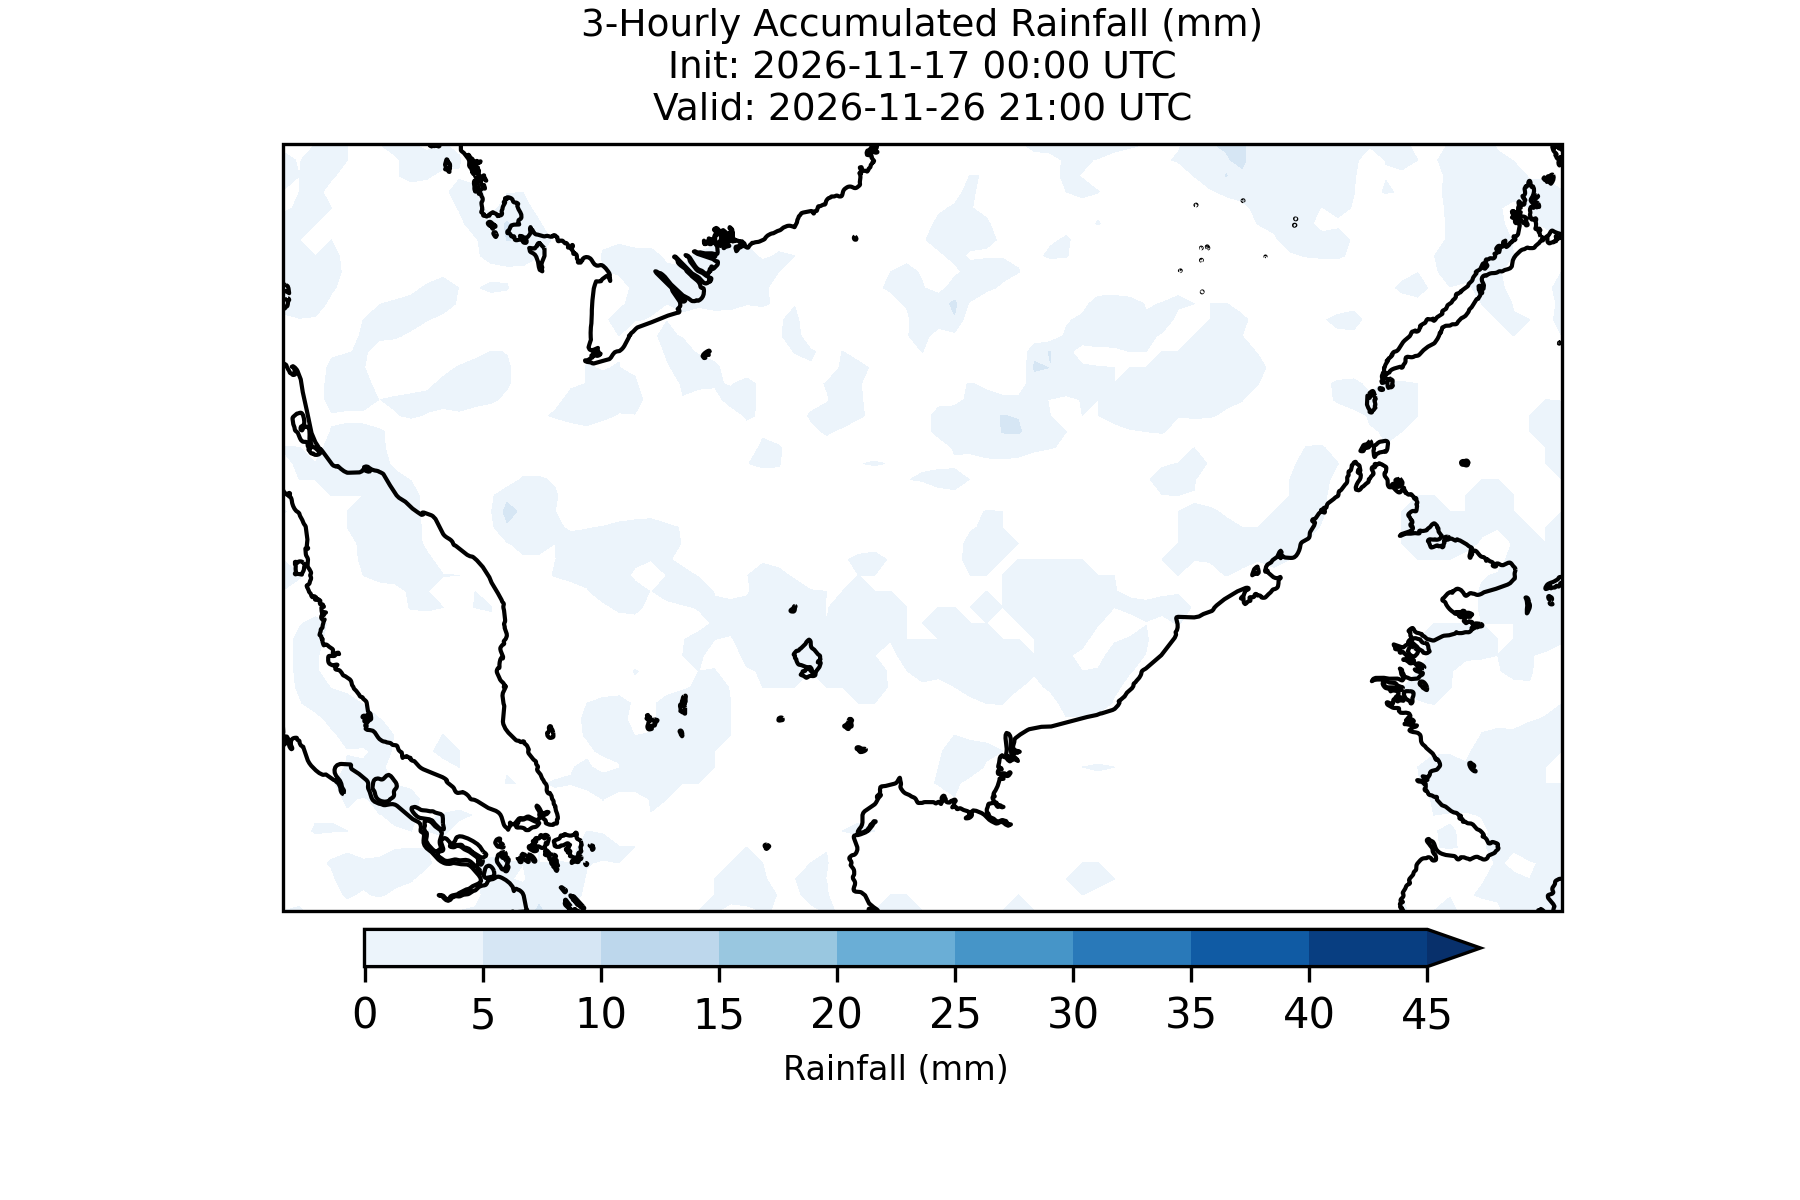 3-Hourly Accumulated Rainfall (mm)
Init: 2026-11-17 00:00 UTC
Valid: 2026-11-26 21:00 UTC
0 5 10 15 20 25 30 35 40 45
Rainfall (mm)